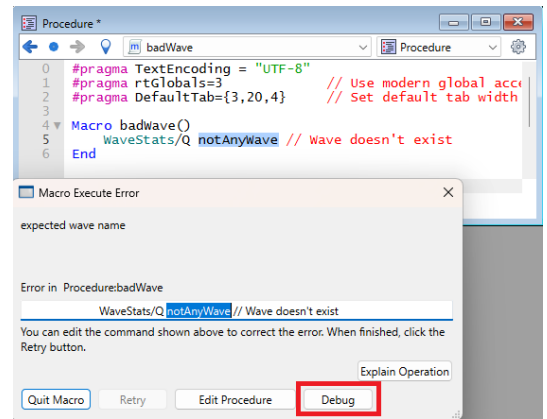 Procedure *
badWave
Procedure
0 #pragma TextEncoding = "UTF-8"
1 #pragma rtGlobals=3 // Use modern global acce
2 #pragma DefaultTab={3,20,4} // Set default tab width
3
4 Macro badWave()
5 WaveStats/Q notAnyWave // Wave doesn't exist
6 End
Macro Execute Error
expected wave name
Error in Procedure:badWave
WaveStats/Q notAnyWave // Wave doesn't exist
You can edit the command shown above to correct the error. When finished, click the
Retry button.
Explain Operation
Quit Macro Retry Edit Procedure Debug